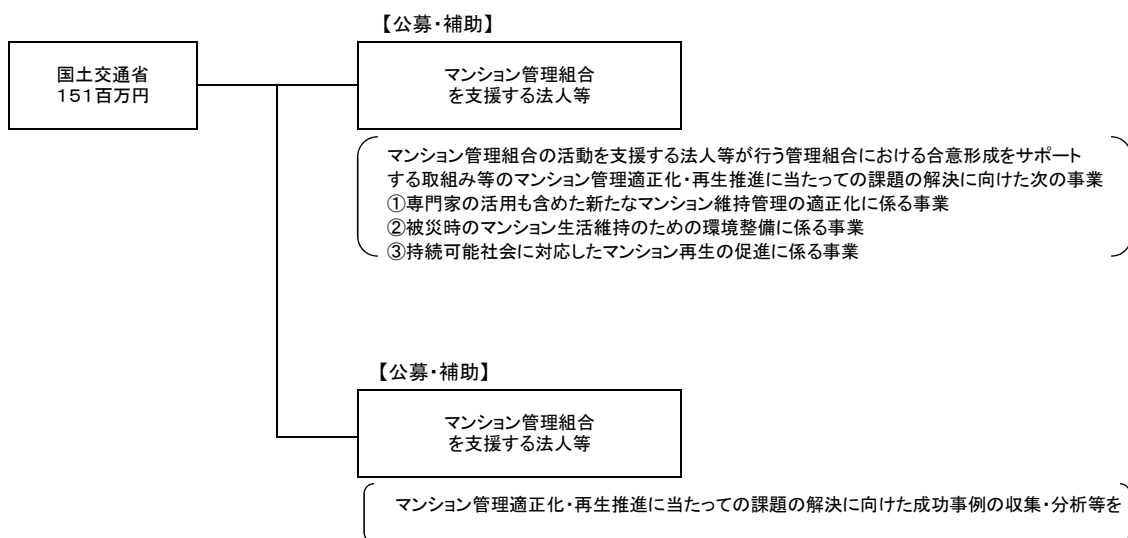 【公募・補助】
国土交通省
151百万円
マンション管理組合
を支援する法人等
マンション管理組合の活動を支援する法人等が行う管理組合における合意形成をサポート
する取組み等のマンション管理適正化・再生推進に当たっての課題の解決に向けた次の事業
①専門家の活用も含めた新たなマンション維持管理の適正化に係る事業
②被災時のマンション生活維持のための環境整備に係る事業
③持続可能社会に対応したマンション再生の促進に係る事業
【公募・補助】
マンション管理組合
を支援する法人等
マンション管理適正化・再生推進に当たっての課題の解決に向けた成功事例の収集・分析等を